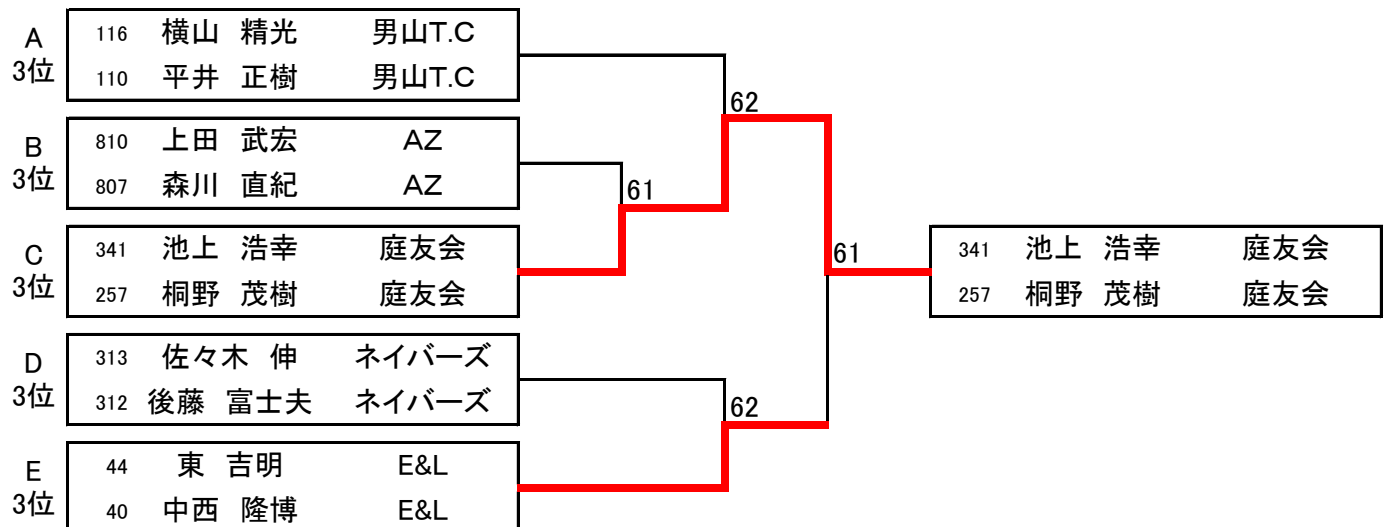 A
3位
116 横山 精光 男山T.C
110 平井 正樹 男山T.C
62
B
3位
810 上田 武宏 AZ
807 森川 直紀 AZ
61
C
3位
341 池上 浩幸 庭友会
257 桐野 茂樹 庭友会
61
341 池上 浩幸 庭友会
257 桐野 茂樹 庭友会
D
3位
313 佐々木 伸 ネイバーズ
312 後藤 富士夫 ネイバーズ
62
E
3位
44 東 吉明 E&L
40 中西 隆博 E&L